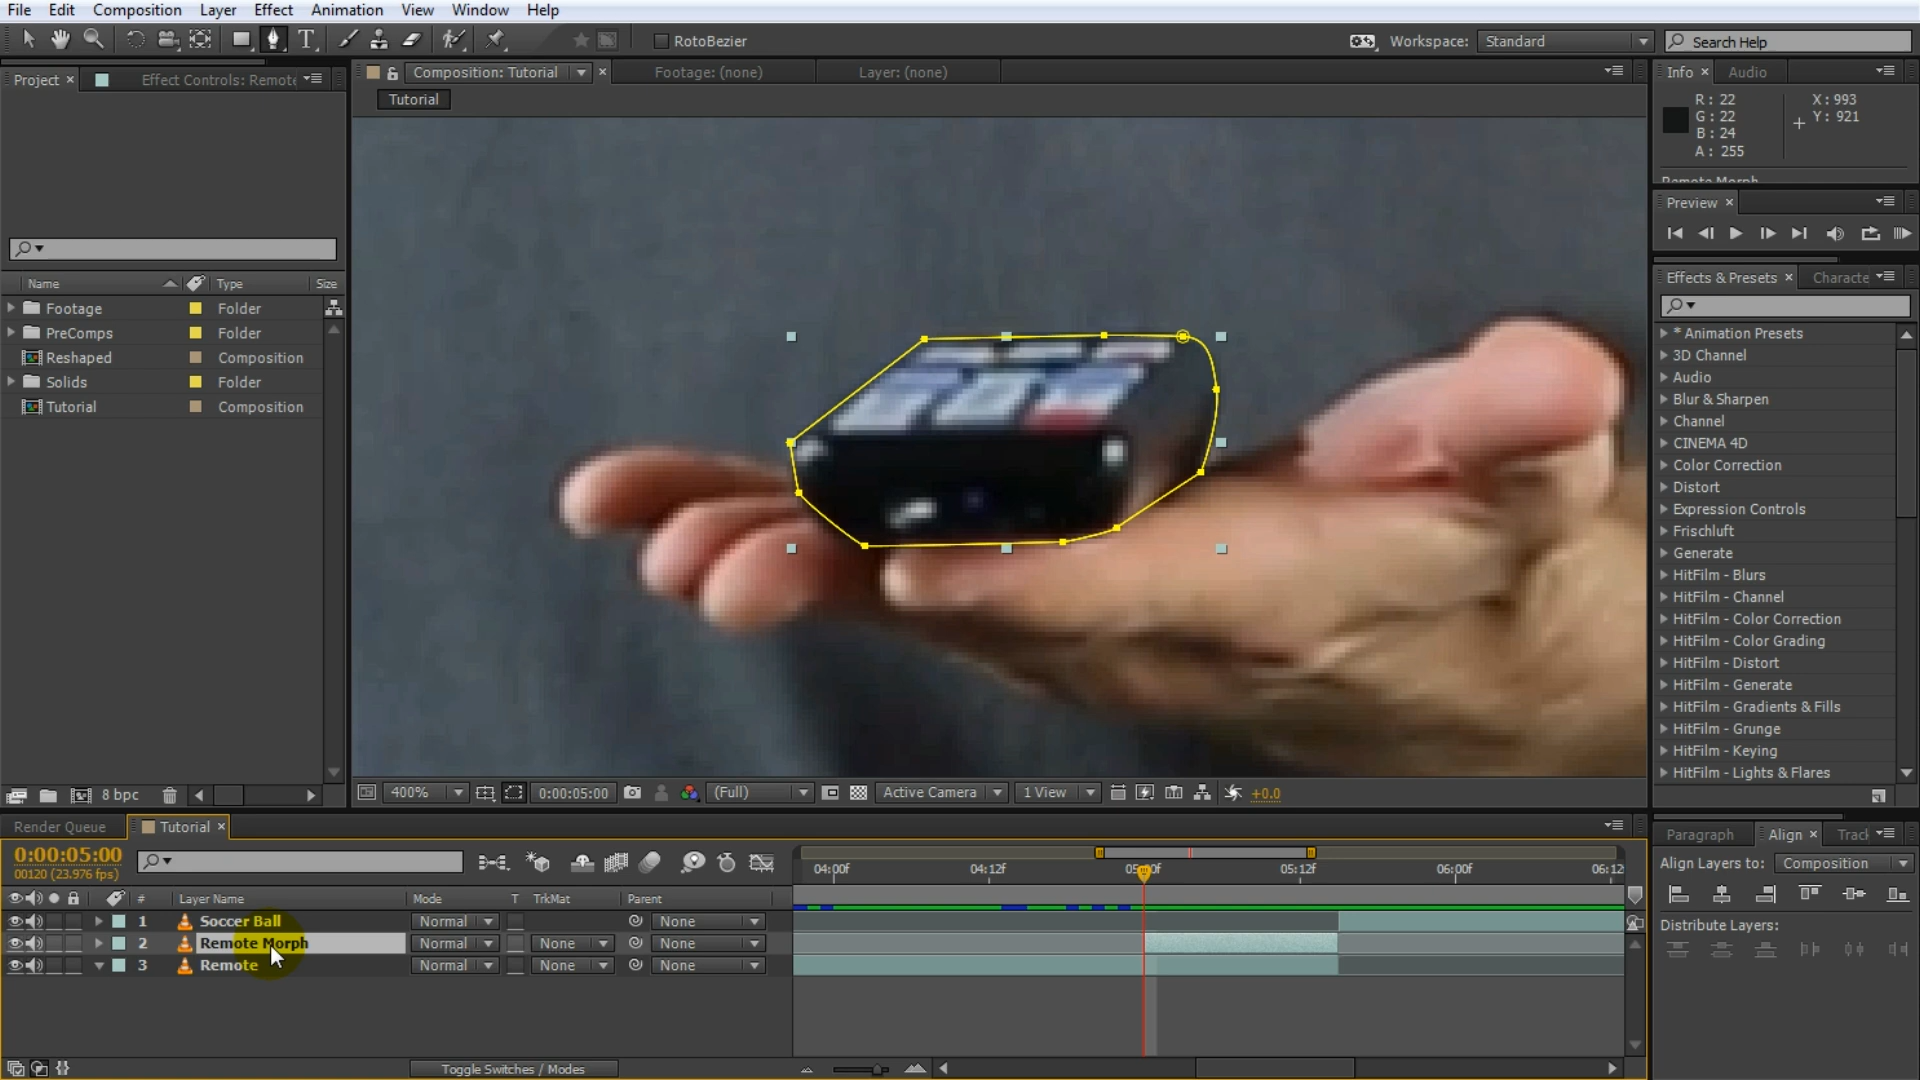 File Edit Composition Layer Effect Animation View Window Help
T RotoBezier Workspace: Standard Search Help
Project × Effect Controls: Remote
Composition: Tutorial × Footage: (none) Layer: (none)
Info × Audio
Tutorial
R: 22 X: 993
G: 22 Y: 921
B: 24
A: 255
Remote Morph
Preview ×
Effects & Presets × Characte
Name Type Size
Footage Folder
PreComps Folder
Reshaped Composition
Solids Folder
Tutorial Composition
* Animation Presets
3D Channel
Audio
Blur & Sharpen
Channel
CINEMA 4D
Color Correction
Distort
Expression Controls
Frischluft
Generate
HitFilm - Blurs
HitFilm - Channel
HitFilm - Color Correction
HitFilm - Color Grading
HitFilm - Distort
HitFilm - Generate
HitFilm - Gradients & Fills
HitFilm - Grunge
HitFilm - Keying
HitFilm - Lights & Flares
8 bpc
400% 0:00:05:00 (Full) Active Camera 1 View +0.0
Render Queue Tutorial ×
Paragraph Align × Track
0:00:05:00
00120 (23.976 fps)
04:00f 04:12f 05:00f 05:12f 06:00f 06:12
Align Layers to: Composition
# Layer Name Mode T TrkMat Parent
1 Soccer Ball Normal None
2 Remote Morph Normal None None
3 Remote Normal None None
Distribute Layers:
Toggle Switches / Modes